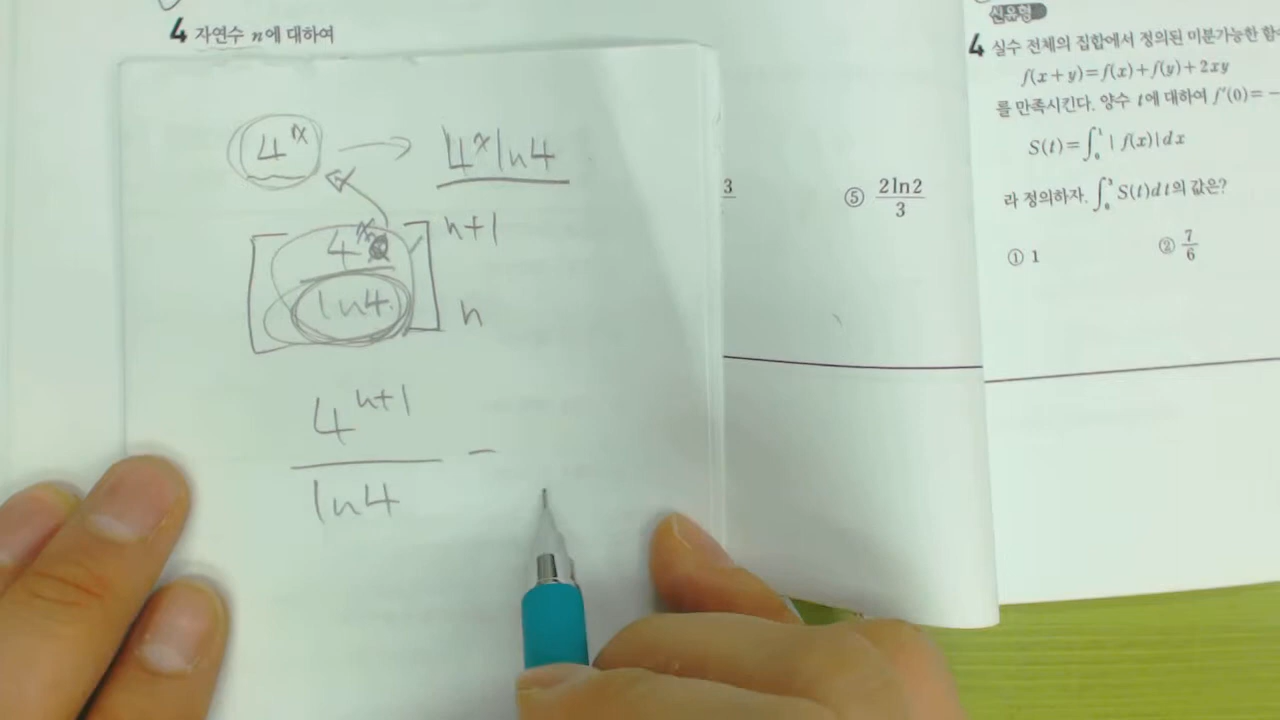 4 자연수 n에 대하여
4^x → 4^x ln4
[4^x / ln4] n+1
n
4^(n+1) / ln4 −
3
⑤ 2ln2 / 3
신유형
4 실수 전체의 집합에서 정의된 미분가능한
f(x+y)=f(x)+f(y)+2xy
를 만족시킨다. 양수 t에 대하여 f′(0)=−
S(t)=∫₀ᵗ |f(x)|dx
라 정의하자. ∫₀³ S(t)dt의 값은?
① 1 ② 7/6